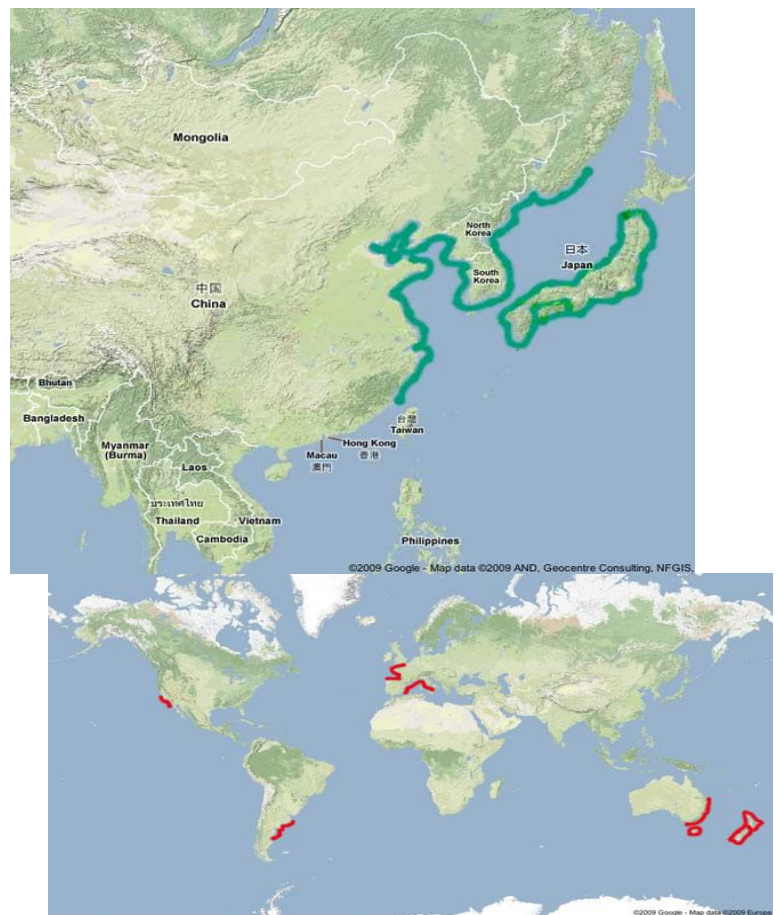 Mongolia
North
Korea
日本
Japan
South
Korea
中国
China
Bhutan
Bangladesh
台灣
Taiwan
Myanmar
(Burma)
Hong Kong
香港
Macau
澳門
Laos
ประเทศไทย
Thailand
Vietnam
Cambodia
Philippines
©2009 Google - Map data ©2009 AND, Geocentre Consulting, NFGIS.
©2009 Google - Map data ©2009 Europa